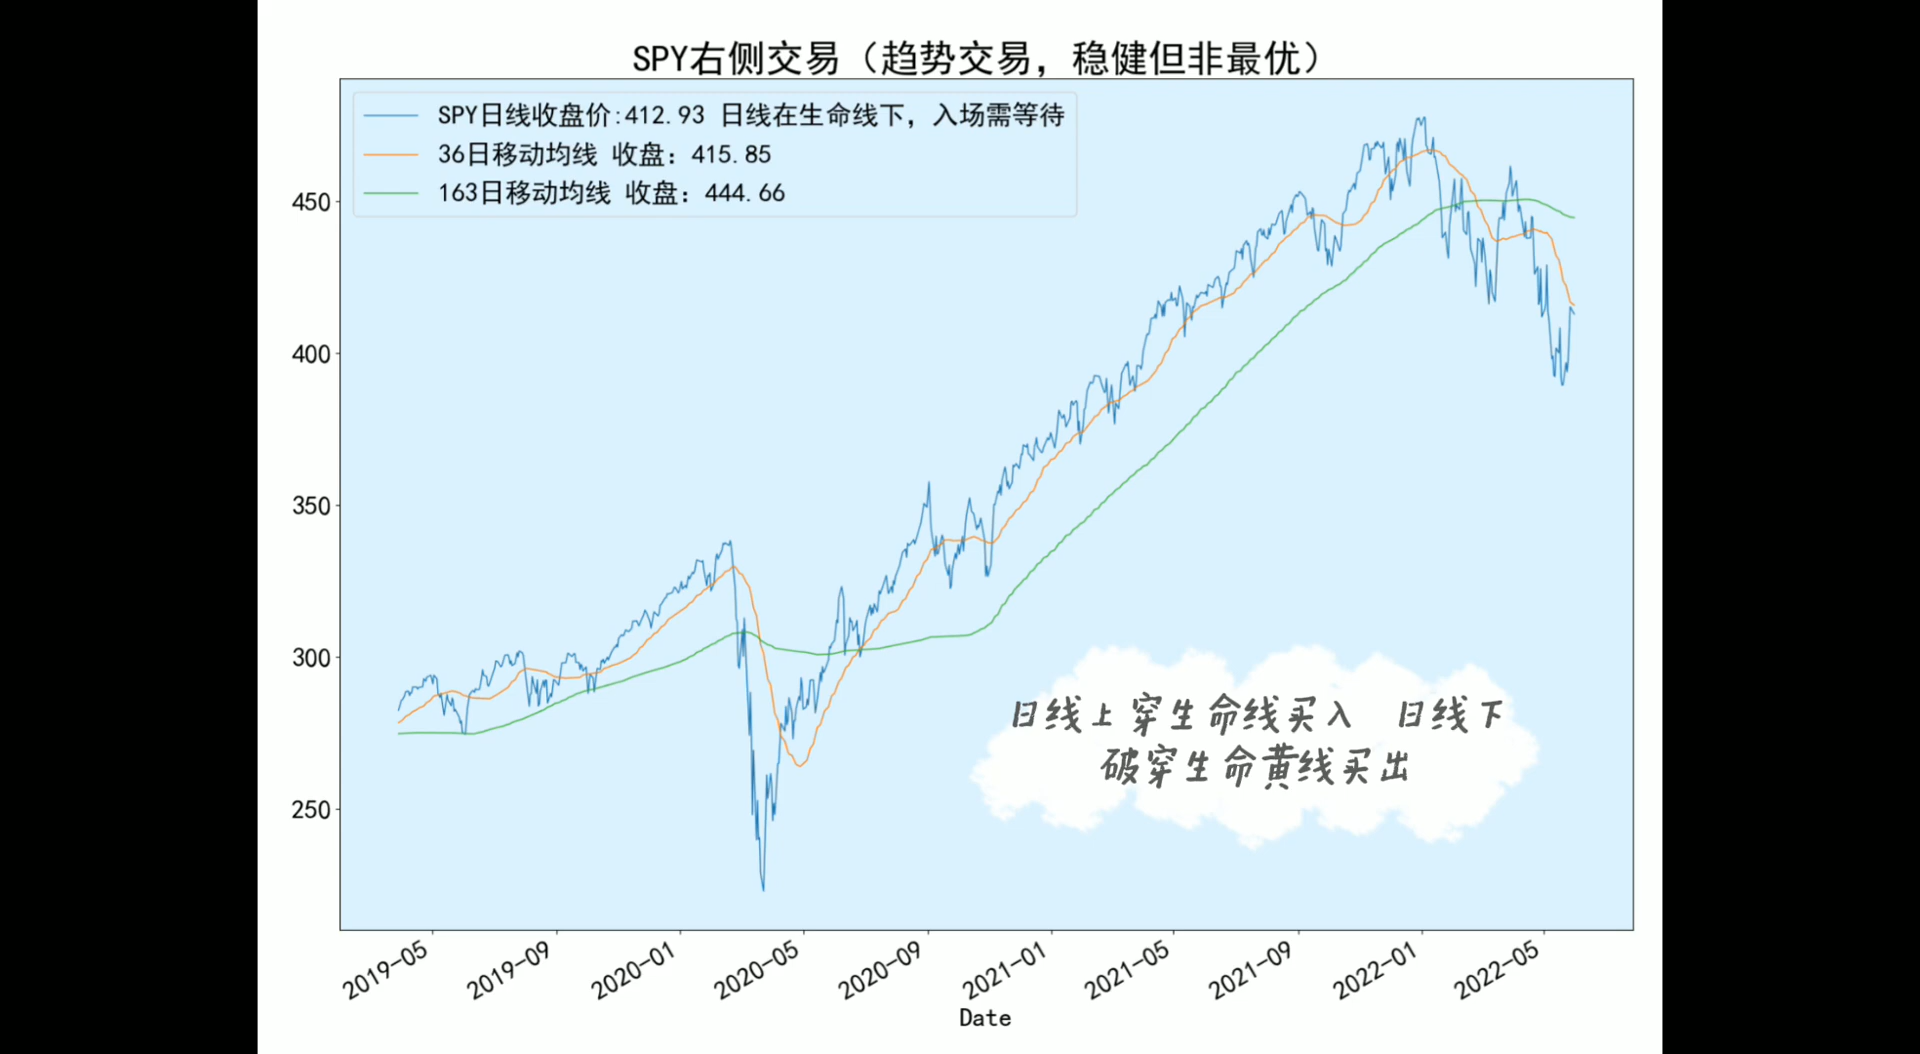 SPY右侧交易（趋势交易，稳健但非最优）
SPY日线收盘价:412.93 日线在生命线下，入场需等待
36日移动均线 收盘：415.85
163日移动均线 收盘：444.66
450
400
350
300
250
日线上穿生命线买入 日线下
破穿生命黄线买出
2019-05
2019-09
2020-01
2020-05
2020-09
2021-01
2021-05
2021-09
2022-01
2022-05
Date